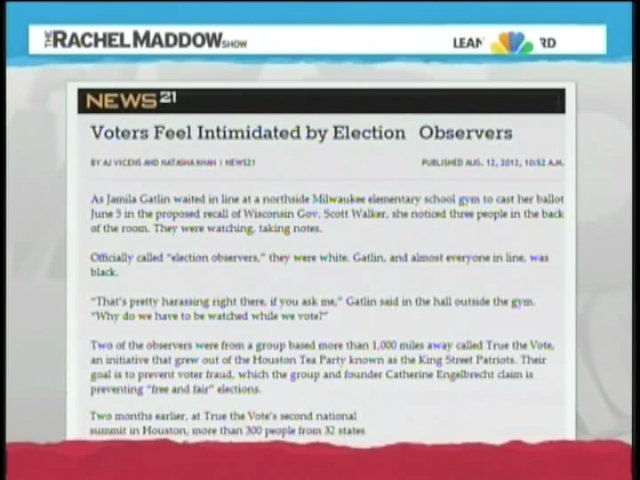 THE RACHEL MADDOW SHOW
LEAN RD
NEWS21
Voters Feel Intimidated by Election Observers
BY AJ VICENS AND NATASHA KHAN | NEWS21
PUBLISHED AUG. 12, 2012, 10:52 A.M.
As Jamila Gatlin waited in line at a northside Milwaukee elementary school gym to cast her ballot
June 5 in the proposed recall of Wisconsin Gov. Scott Walker, she noticed three people in the back
of the room. They were watching, taking notes.
Officially called “election observers,” they were white. Gatlin, and almost everyone in line, was
black.
“That’s pretty harassing right there, if you ask me,” Gatlin said in the hall outside the gym.
“Why do we have to be watched while we vote?”
Two of the observers were from a group based more than 1,000 miles away called True the Vote,
an initiative that grew out of the Houston Tea Party known as the King Street Patriots. Their
goal is to prevent voter fraud, which the group and founder Catherine Engelbrecht claim is
preventing “free and fair” elections.
Two months earlier, at True the Vote’s second national
summit in Houston, more than 300 people from 32 states